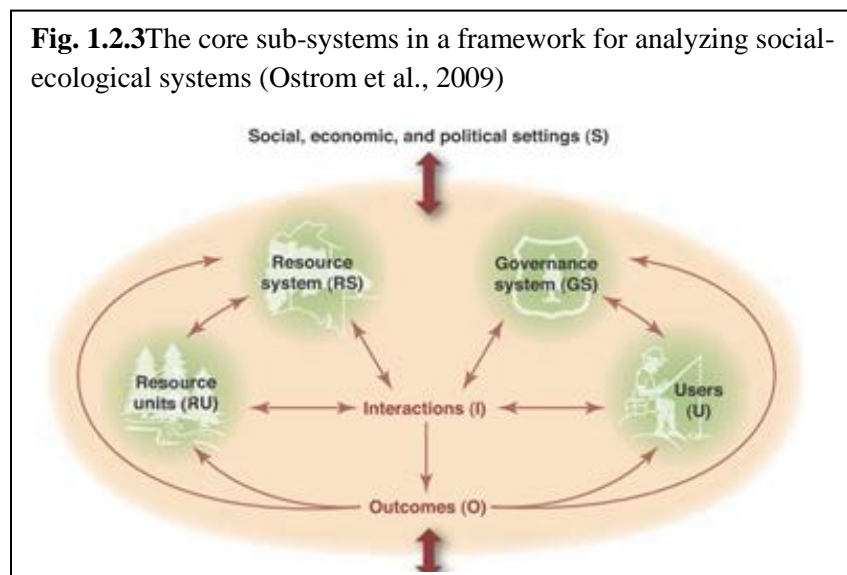 Fig. 1.2.3The core sub-systems in a framework for analyzing social-
ecological systems (Ostrom et al., 2009)
Social, economic, and political settings (S)
Resource
system (RS)
Governance
system (GS)
Resource
units (RU)
Users
(U)
Interactions (I)
Outcomes (O)